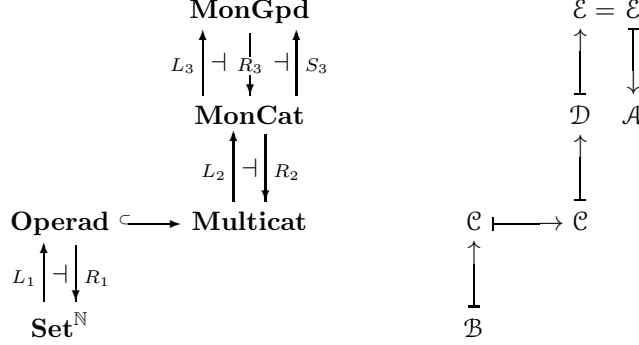 MonGpd ℰ = ℰ
L₃ ⊣ R₃ ⊣ S₃
MonCat 𝒟 𝒜
L₂ ⊣ R₂
Operad ⊂ Multicat 𝒞 𝒞
L₁ ⊣ R₁
Set^ℕ ℬ